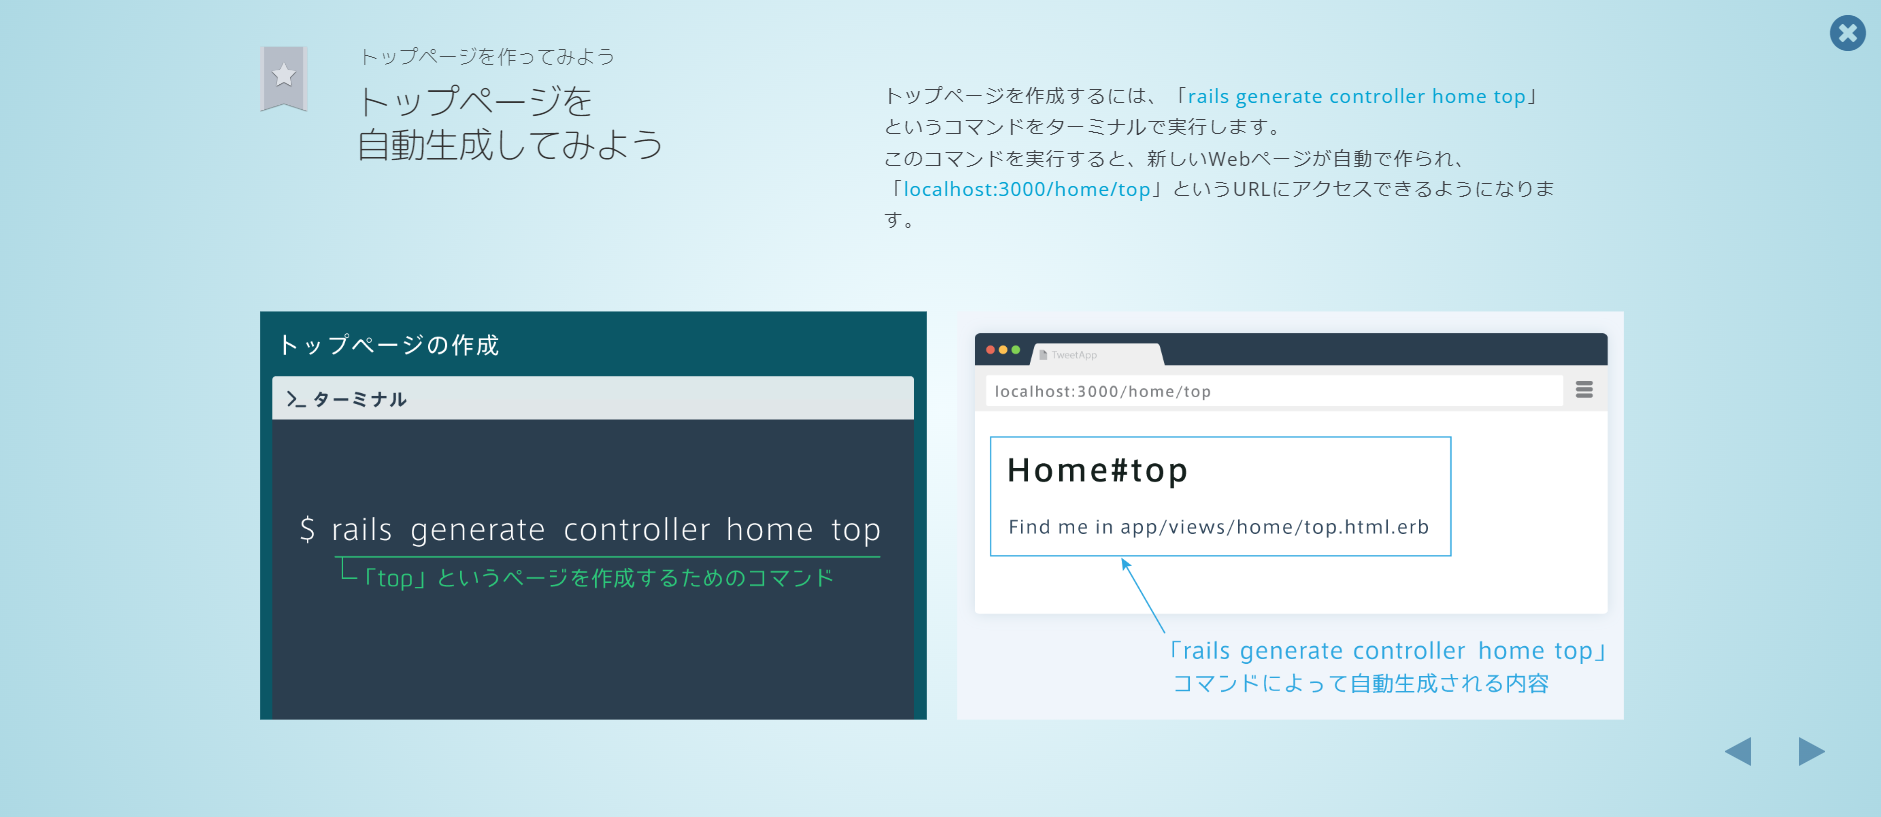 トップページを作ってみよう
トップページを
自動生成してみよう
トップページを作成するには、「rails generate controller home top」
というコマンドをターミナルで実行します。
このコマンドを実行すると、新しいWebページが自動で作られ、
「localhost:3000/home/top」というURLにアクセスできるようになりま
す。
トップページの作成
ターミナル
$ rails generate controller home top
「top」というページを作成するためのコマンド
TweetApp
localhost:3000/home/top
Home#top
Find me in app/views/home/top.html.erb
「rails generate controller home top」
コマンドによって自動生成される内容